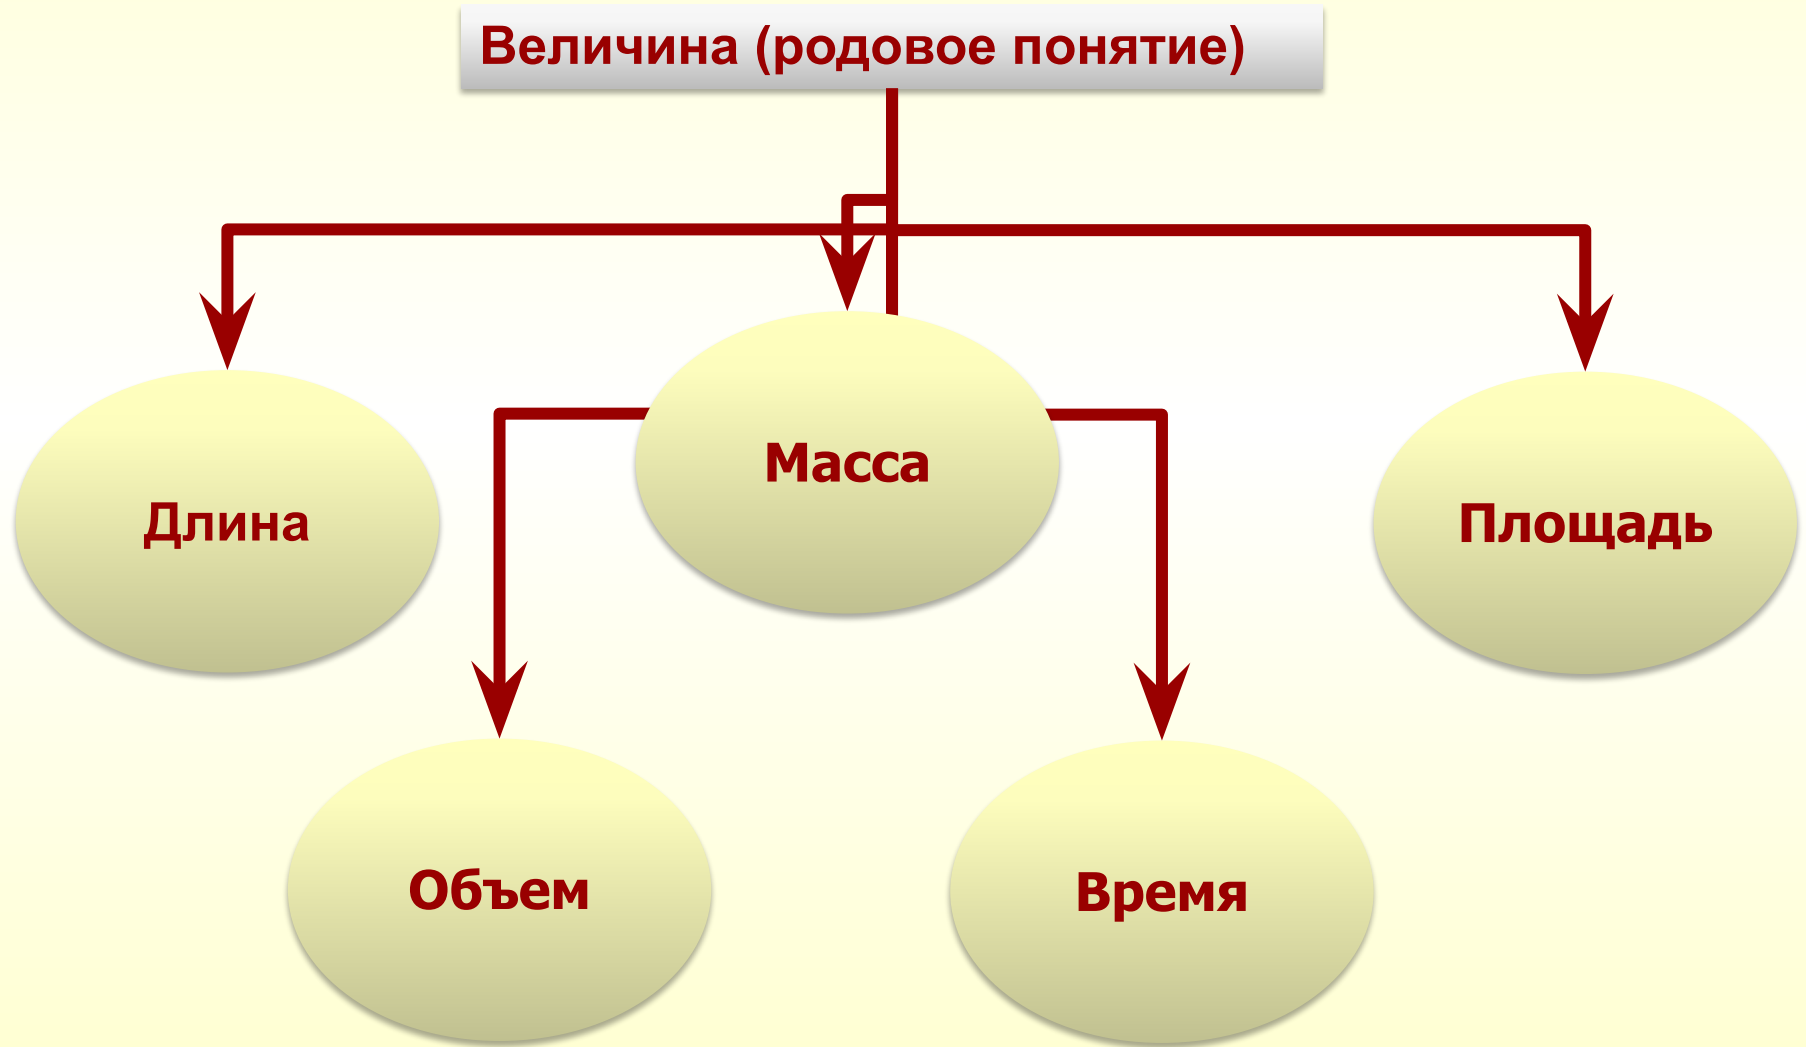 Величина (родовое понятие)
Длина
Масса
Площадь
Объем
Время